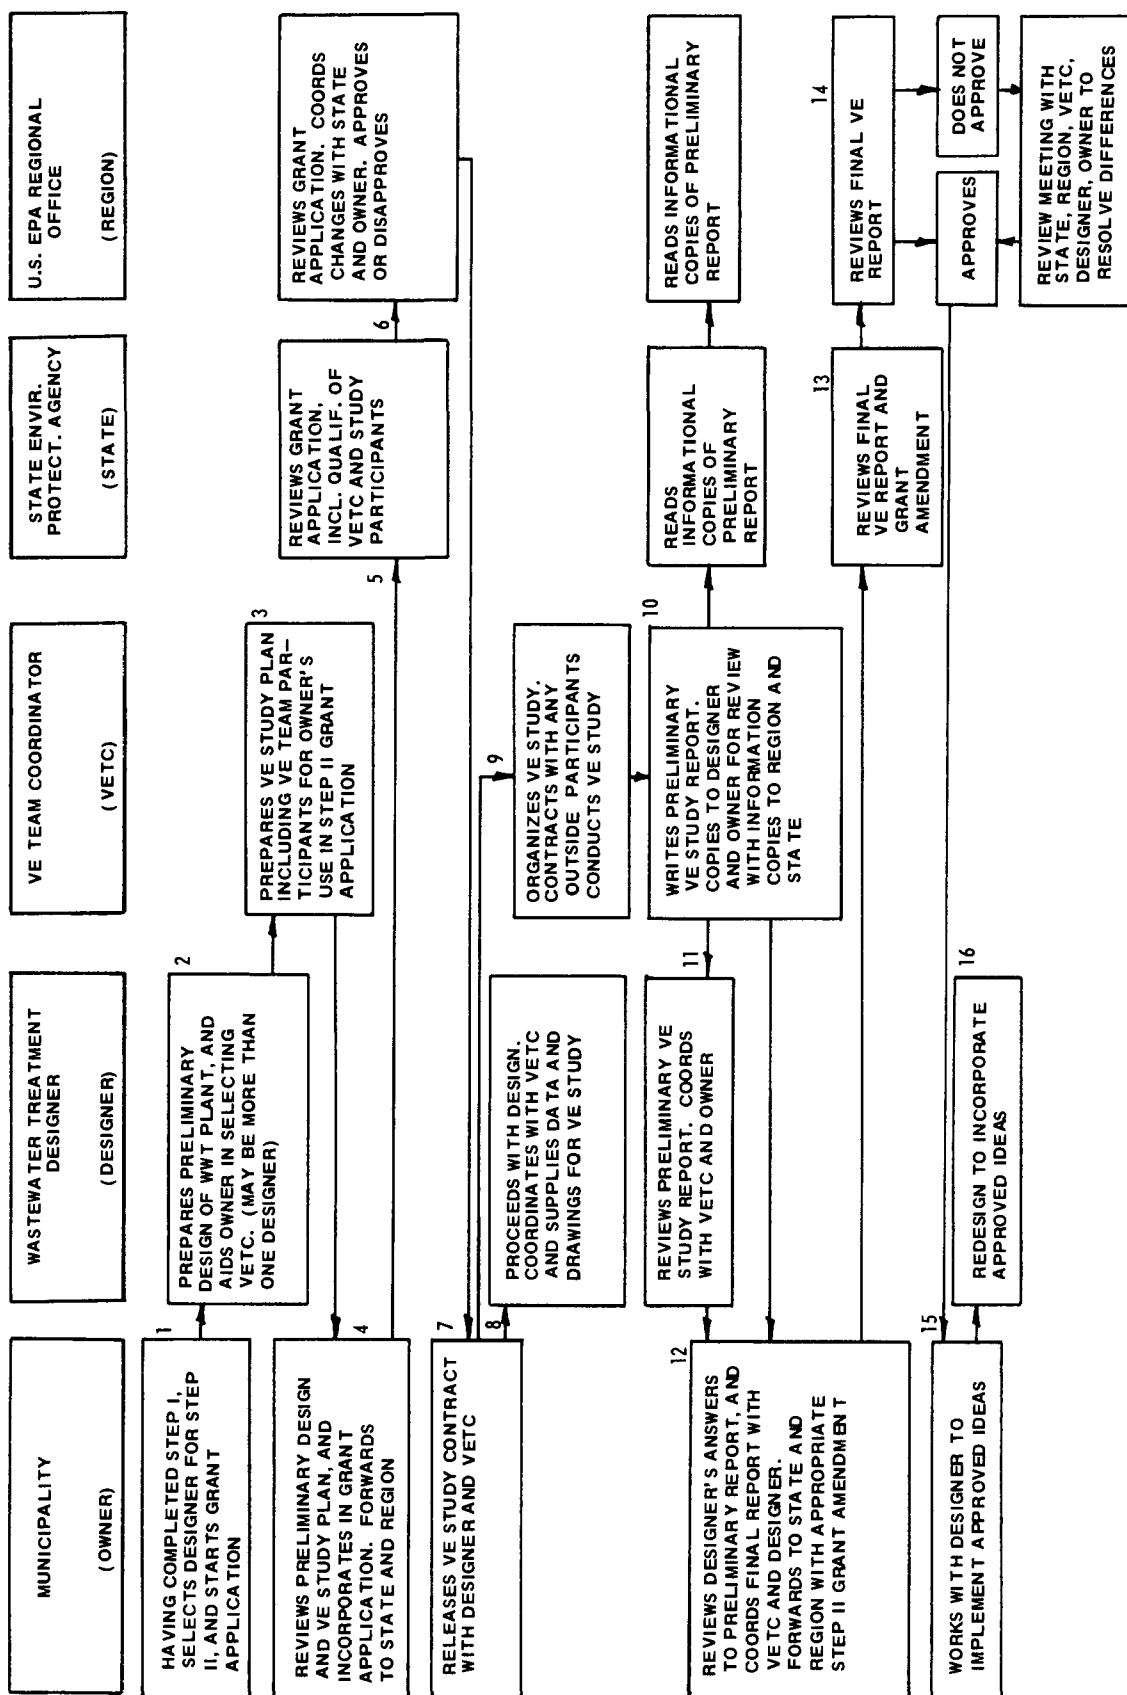 MUNICIPALITY
(OWNER)
WASTEWATER TREATMENT
DESIGNER
(DESIGNER)
VE TEAM COORDINATOR
(VETC)
STATE ENVIR.
PROTECT. AGENCY
(STATE)
U.S. EPA REGIONAL
OFFICE
(REGION)
1
HAVING COMPLETED STEP I,
SELECTS DESIGNER FOR STEP
II, AND STARTS GRANT
APPLICATION
2
PREPARES PRELIMINARY
DESIGN OF WWT PLANT, AND
AIDS OWNER IN SELECTING
VETC. (MAY BE MORE THAN
ONE DESIGNER)
3
PREPARES VE STUDY PLAN
INCLUDING VE TEAM PAR-
TICIPANTS FOR OWNER'S
USE IN STEP II GRANT
APPLICATION
4
REVIEWS PRELIMINARY DESIGN
AND VE STUDY PLAN, AND
INCORPORATES IN GRANT
APPLICATION. FORWARDS
TO STATE AND REGION
5
REVIEWS GRANT
APPLICATION,
INCL. QUALIF. OF
VETC AND STUDY
PARTICIPANTS
6
REVIEWS GRANT
APPLICATION. COORDS
CHANGES WITH STATE
AND OWNER. APPROVES
OR DISAPPROVES
7
RELEASES VE STUDY CONTRACT
WITH DESIGNER AND VETC
8
PROCEEDS WITH DESIGN.
COORDINATES WITH VETC
AND SUPPLIES DATA AND
DRAWINGS FOR VE STUDY
9
ORGANIZES VE STUDY.
CONTRACTS WITH ANY
OUTSIDE PARTICIPANTS
CONDUCTS VE STUDY
10
WRITES PRELIMINARY
VE STUDY REPORT.
COPIES TO DESIGNER
AND OWNER FOR REVIEW
WITH INFORMATION
COPIES TO REGION AND
STATE
READS
INFORMATIONAL
COPIES OF
PRELIMINARY
REPORT
READS INFORMATIONAL
COPIES OF PRELIMINARY
REPORT
11
REVIEWS PRELIMINARY VE
STUDY REPORT. COORDS
WITH VETC AND OWNER
12
REVIEWS DESIGNER'S ANSWERS
TO PRELIMINARY REPORT, AND
COORDS FINAL REPORT WITH
VETC AND DESIGNER.
FORWARDS TO STATE AND
REGION WITH APPROPRIATE
STEP II GRANT AMENDMENT
13
REVIEWS FINAL
VE REPORT AND
GRANT
AMENDMENT
14
REVIEWS FINAL VE
REPORT
APPROVES
DOES NOT
APPROVE
REVIEW MEETING WITH
STATE, REGION, VETC,
DESIGNER, OWNER TO
RESOLVE DIFFERENCES
15
WORKS WITH DESIGNER TO
IMPLEMENT APPROVED IDEAS
16
REDESIGN TO INCORPORATE
APPROVED IDEAS